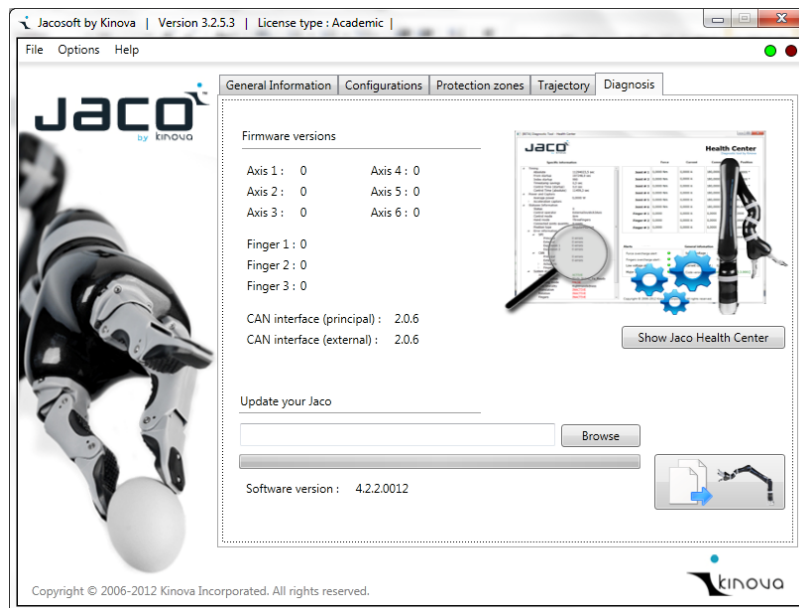 Jacosoft by Kinova | Version 3.2.5.3 | License type : Academic |
File Options Help
General Information Configurations Protection zones Trajectory Diagnosis
JACO
by kinova
Firmware versions
Axis 1 : 0 Axis 4 : 0
Axis 2 : 0 Axis 5 : 0
Axis 3 : 0 Axis 6 : 0
Finger 1 : 0
Finger 2 : 0
Finger 3 : 0
CAN interface (principal) : 2.0.6
CAN interface (external) : 2.0.6
JACO
Health Center
Show Jaco Health Center
Update your Jaco
Browse
Software version : 4.2.2.0012
Copyright © 2006-2012 Kinova Incorporated. All rights reserved.
kinova